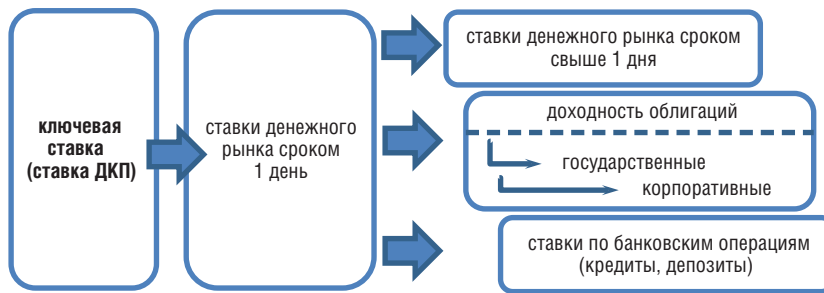 ключевая
ставка
(ставка ДКП)
ставки денежного
рынка сроком
1 день
ставки денежного рынка сроком
свыше 1 дня
доходность облигаций
государственные
корпоративные
ставки по банковским операциям
(кредиты, депозиты)